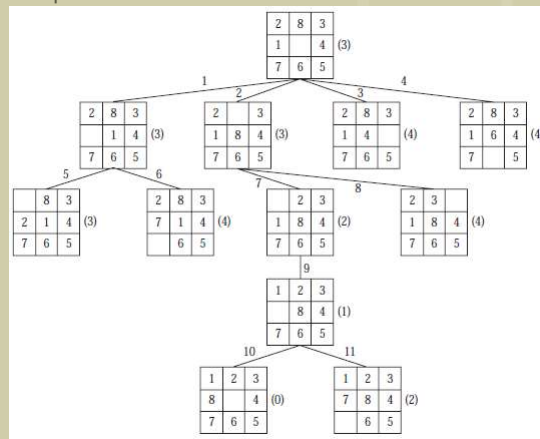 2 8 3
1 4 (3)
7 6 5
1 2 3 4
2 8 3 2 3 2 8 3 2 8 3
1 4 (3) 1 8 4 (3) 1 4 (4) 1 6 4 (4
7 6 5 7 6 5 7 6 5 7 5
5 6 7 8
8 3 2 8 3 2 3 2 3
2 1 4 (3) 7 1 4 (4) 1 8 4 (2) 1 8 4 (4)
7 6 5 6 5 7 6 5 7 6 5
9
1 2 3
8 4 (1)
7 6 5
10 11
1 2 3 1 2 3
8 4 (0) 7 8 4 (2)
7 6 5 6 5